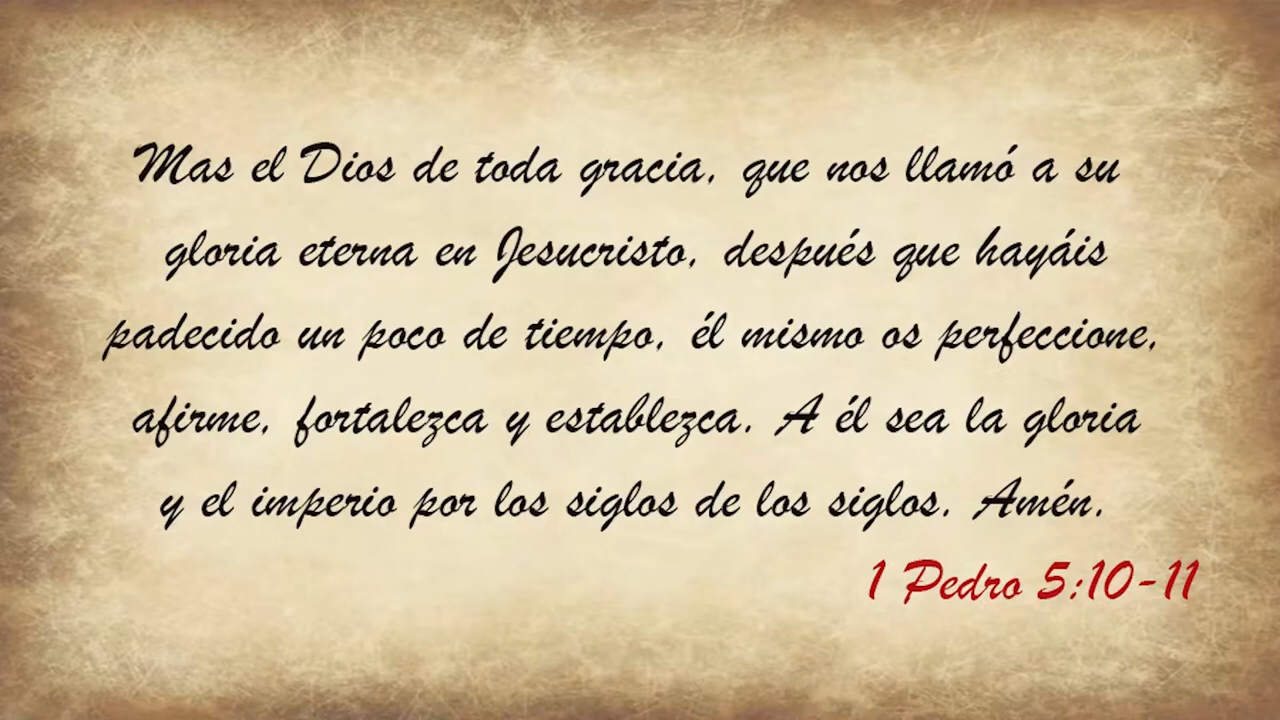 Mas el Dios de toda gracia, que nos llamó a su
gloria eterna en Jesucristo, después que hayáis
padecido un poco de tiempo, él mismo os perfeccione,
afirme, fortalezca y establezca. A él sea la gloria
y el imperio por los siglos de los siglos. Amén.
1 Pedro 5:10-11